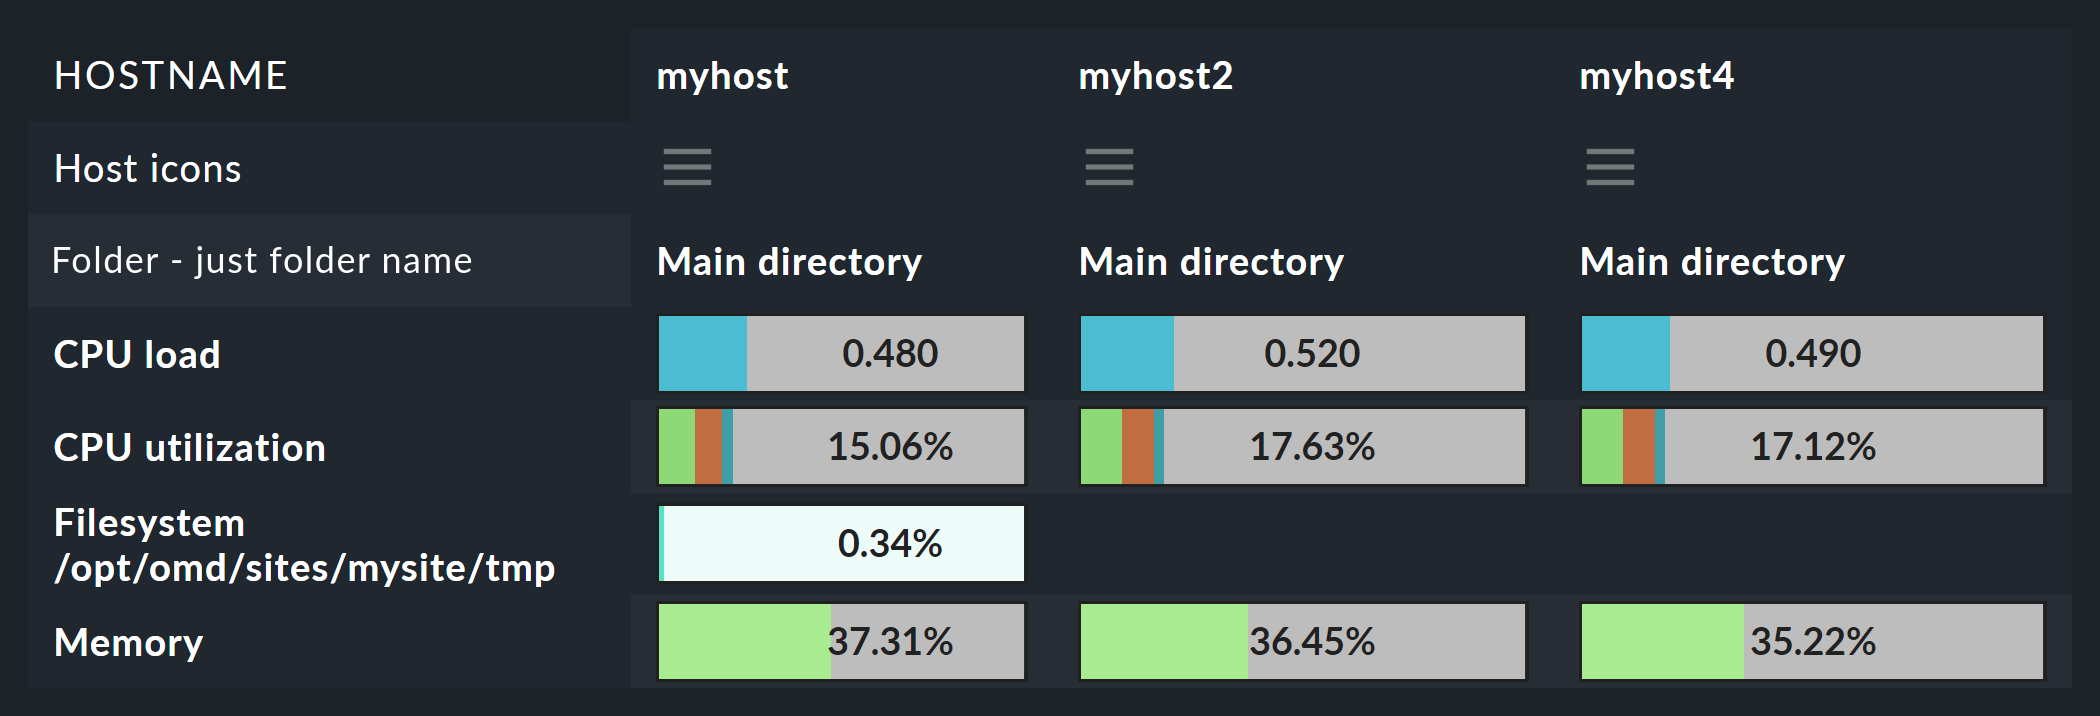 HOSTNAME myhost myhost2 myhost4
Host icons
Folder - just folder name Main directory Main directory Main directory
CPU load 0.480 0.520 0.490
CPU utilization 15.06% 17.63% 17.12%
Filesystem
/opt/omd/sites/mysite/tmp 0.34%
Memory 37.31% 36.45% 35.22%